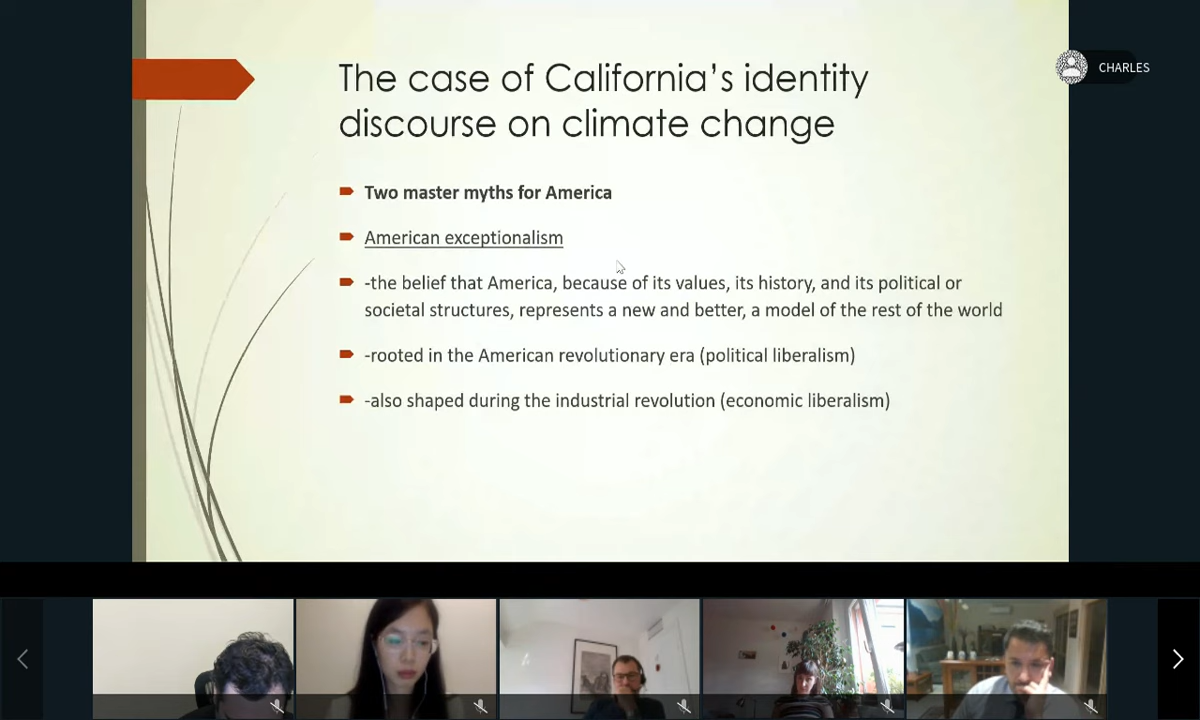 The case of California's identity
discourse on climate change
CHARLES
Two master myths for America
American exceptionalism
-the belief that America, because of its values, its history, and its political or
societal structures, represents a new and better, a model of the rest of the world
-rooted in the American revolutionary era (political liberalism)
-also shaped during the industrial revolution (economic liberalism)